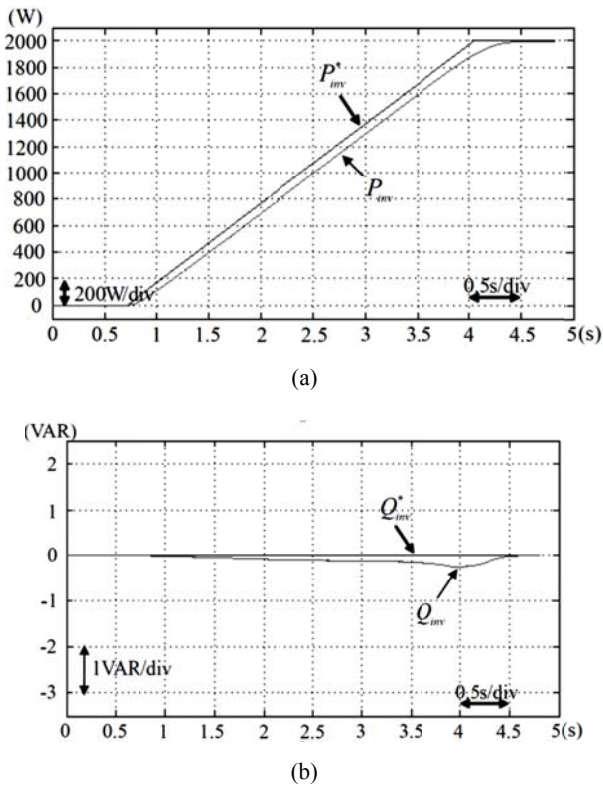 (W)
2000
1800
1600
1400
1200
1000
800
600
400
200
0
P*inv
Pinv
200W/div
0.5s/div
0 0.5 1 1.5 2 2.5 3 3.5 4 4.5 5(s)
(a)
(VAR)
2
1
0
-1
-2
-3
Q*inv
Qinv
1VAR/div
0.5s/div
0 0.5 1 1.5 2 2.5 3 3.5 4 4.5 5(s)
(b)